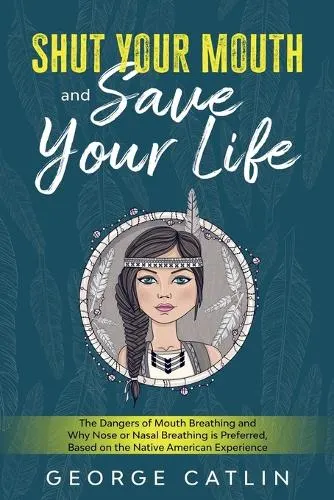 SHUT YOUR MOUTH
and Save
Your Life
The Dangers of Mouth Breathing and
Why Nose or Nasal Breathing is Preferred,
Based on the Native American Experience
GEORGE CATLIN